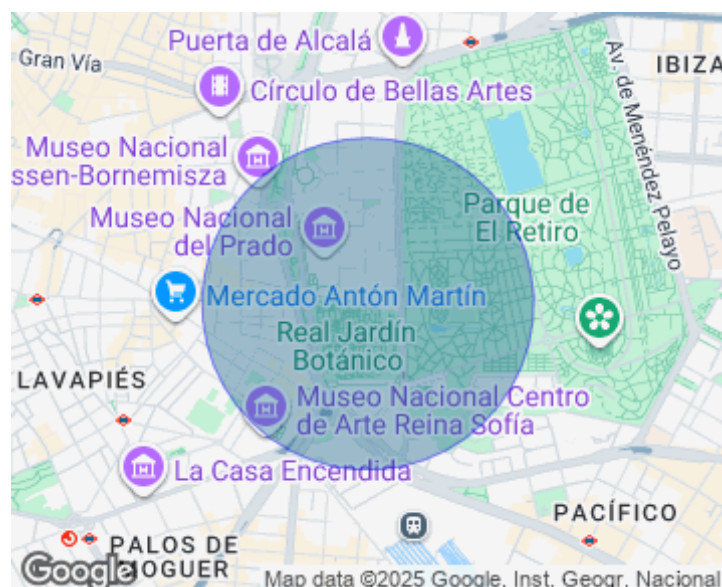 Puerta de Alcalá
Gran Vía
Av. de Menéndez Pelayo
IBIZA
Círculo de Bellas Artes
Museo Nacional
ssen-Bornemisza
Museo Nacional
del Prado
Parque de
El Retiro
Mercado Antón Martín
Real Jardín
Botánico
LAVAPIÉS
Museo Nacional Centro
de Arte Reina Sofía
La Casa Encendida
PACÍFICO
PALOS DE
MOGUER
Google
Map data ©2025 Google, Inst. Geogr. Nacional